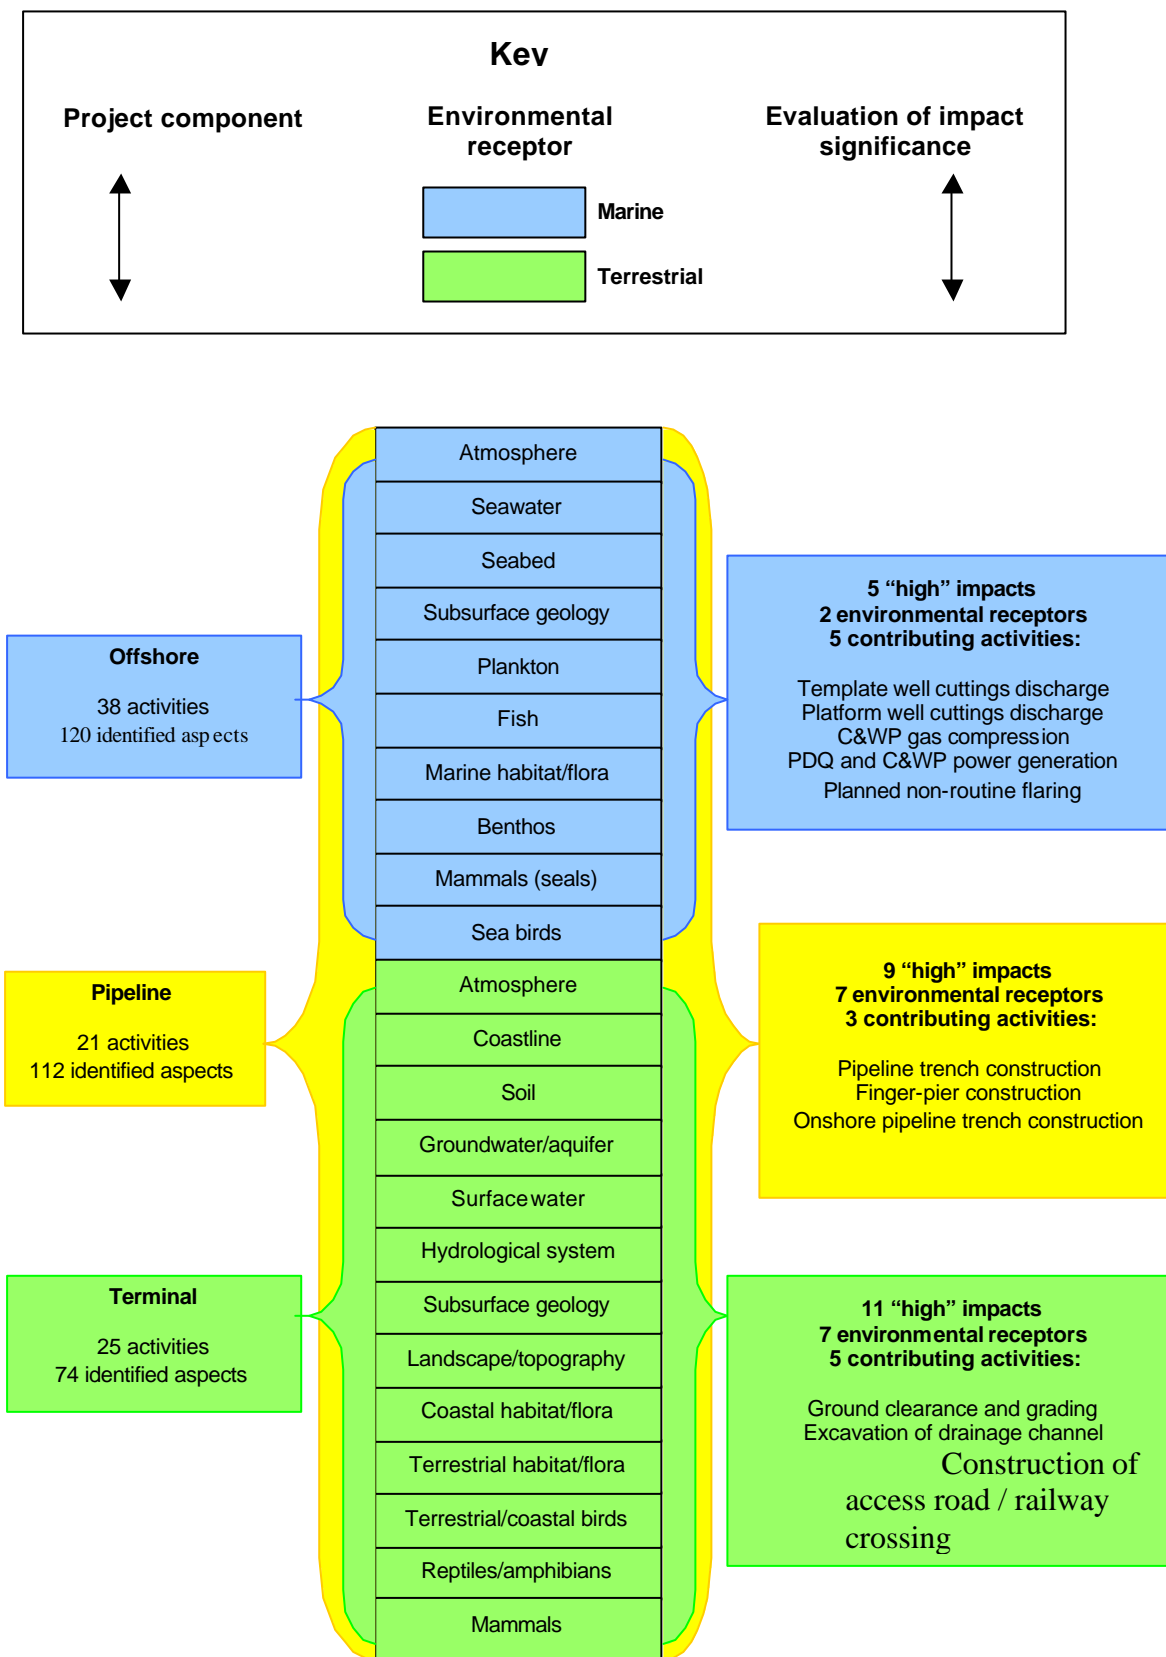 Kev
Project component
Environmental
receptor
Evaluation of impact
significance
Marine
Terrestrial
Atmosphere
Seawater
Seabed
Subsurface geology
Plankton
Fish
Marine habitat/flora
Benthos
Mammals (seals)
Sea birds
Atmosphere
Coastline
Soil
Groundwater/aquifer
Surface water
Hydrological system
Subsurface geology
Landscape/topography
Coastal habitat/flora
Terrestrial habitat/flora
Terrestrial/coastal birds
Reptiles/amphibians
Mammals
Offshore
38 activities
120 identified aspects
Pipeline
21 activities
112 identified aspects
Terminal
25 activities
74 identified aspects
5 “high” impacts
2 environmental receptors
5 contributing activities:
Template well cuttings discharge
Platform well cuttings discharge
C&WP gas compression
PDQ and C&WP power generation
Planned non-routine flaring
9 “high” impacts
7 environmental receptors
3 contributing activities:
Pipeline trench construction
Finger-pier construction
Onshore pipeline trench construction
11 “high” impacts
7 environmental receptors
5 contributing activities:
Ground clearance and grading
Excavation of drainage channel
Construction of
access road / railway
crossing